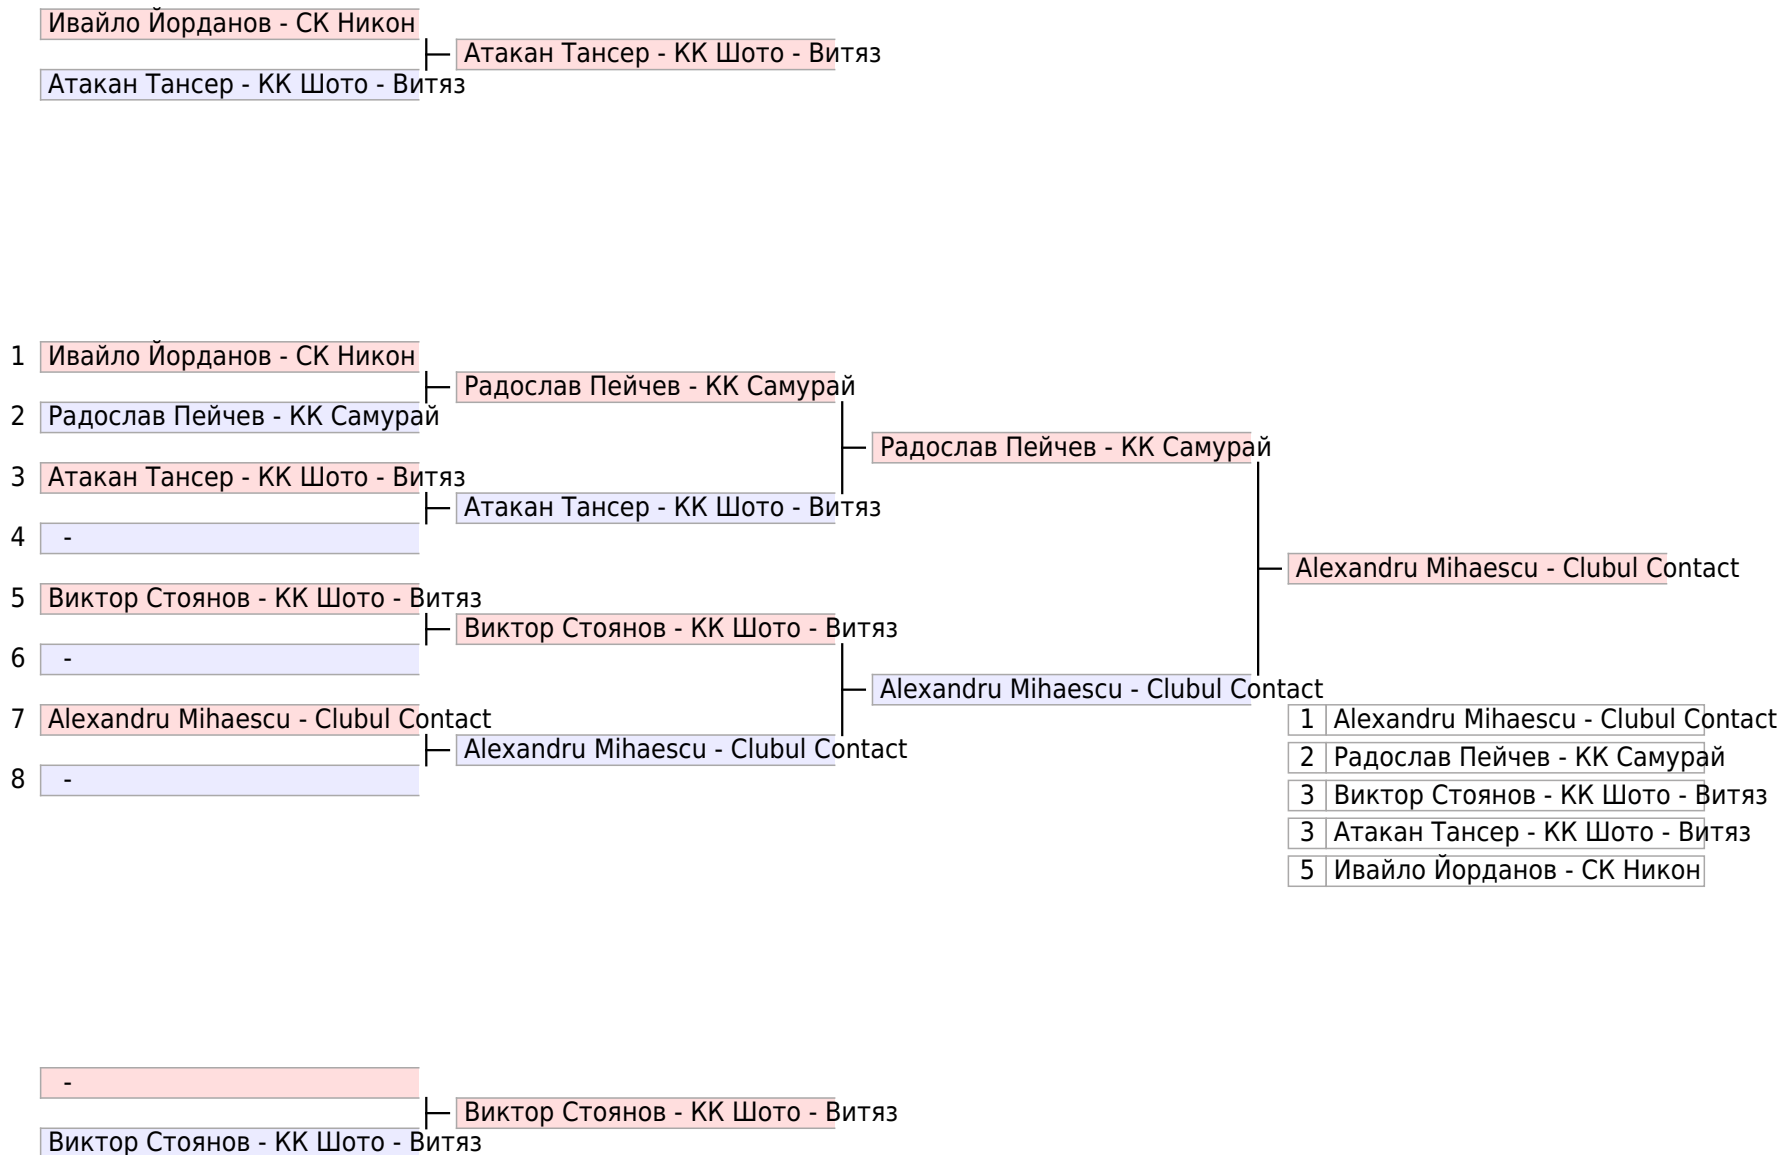 Ивайло Йорданов - СК Никон
Атакан Тансер - КК Шото - Витяз
Атакан Тансер - КК Шото - Витяз
1 Ивайло Йорданов - СК Никон
Радослав Пейчев - КК Самурай
2 Радослав Пейчев - КК Самурай
Радослав Пейчев - КК Самурай
3 Атакан Тансер - КК Шото - Витяз
Атакан Тансер - КК Шото - Витяз
4 -
Alexandru Mihaescu - Clubul Contact
5 Виктор Стоянов - КК Шото - Витяз
Виктор Стоянов - КК Шото - Витяз
6 -
Alexandru Mihaescu - Clubul Contact
7 Alexandru Mihaescu - Clubul Contact
Alexandru Mihaescu - Clubul Contact
8 -
1 Alexandru Mihaescu - Clubul Contact
2 Радослав Пейчев - КК Самурай
3 Виктор Стоянов - КК Шото - Витяз
3 Атакан Тансер - КК Шото - Витяз
5 Ивайло Йорданов - СК Никон
-
Виктор Стоянов - КК Шото - Витяз
Виктор Стоянов - КК Шото - Витяз